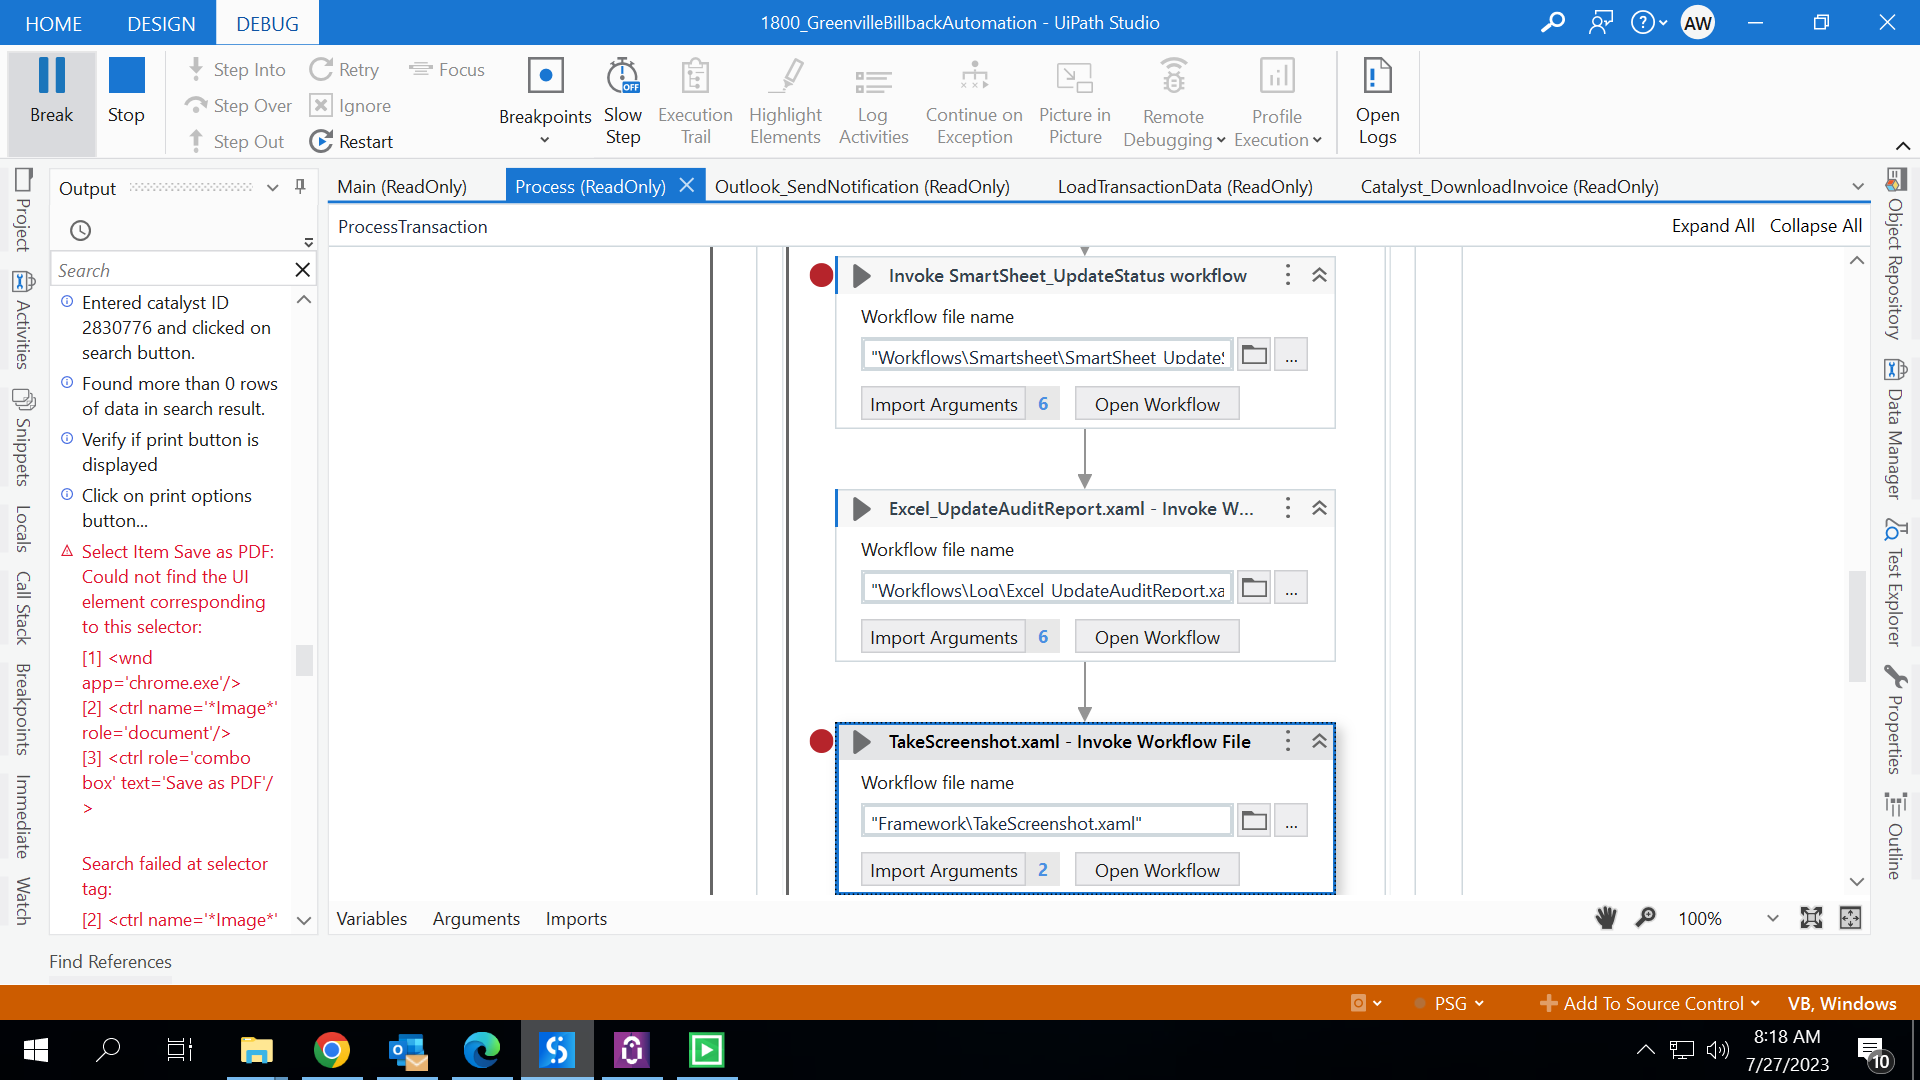 HOME DESIGN DEBUG 1800_GreenvilleBillbackAutomation - UiPath Studio AW
Break
Stop
Step Into
Step Over
Step Out
Retry
Ignore
Restart
Focus
Breakpoints
Slow
Step
OFF
Execution
Trail
Highlight
Elements
Log
Activities
Continue on
Exception
Picture in
Picture
Remote
Debugging
Profile
Execution
Open
Logs
Project
Activities
Snippets
Locals
Call Stack
Breakpoints
Immediate
Watch
Output
Search
Entered catalyst ID
2830776 and clicked on
search button.
Found more than 0 rows
of data in search result.
Verify if print button is
displayed
Click on print options
button...
Select Item Save as PDF:
Could not find the UI
element corresponding
to this selector:
[1] <wnd
app='chrome.exe'/>
[2] <ctrl name='*Image*'
role='document'/>
[3] <ctrl role='combo
box' text='Save as PDF'/
>
Search failed at selector
tag:
[2] <ctrl name='*Image*'
Main (ReadOnly) Process (ReadOnly) Outlook_SendNotification (ReadOnly) LoadTransactionData (ReadOnly) Catalyst_DownloadInvoice (ReadOnly)
ProcessTransaction Expand All Collapse All
Invoke SmartSheet_UpdateStatus workflow
Workflow file name
"Workflows\Smartsheet\SmartSheet_UpdateS ...
Import Arguments 6 Open Workflow
Excel_UpdateAuditReport.xaml - Invoke W...
Workflow file name
"Workflows\Log\Excel_UpdateAuditReport.xa ...
Import Arguments 6 Open Workflow
TakeScreenshot.xaml - Invoke Workflow File
Workflow file name
"Framework\TakeScreenshot.xaml" ...
Import Arguments 2 Open Workflow
Variables Arguments Imports 100%
Object Repository
Data Manager
Test Explorer
Properties
Outline
Find References
PSG Add To Source Control VB, Windows
8:18 AM
7/27/2023
10